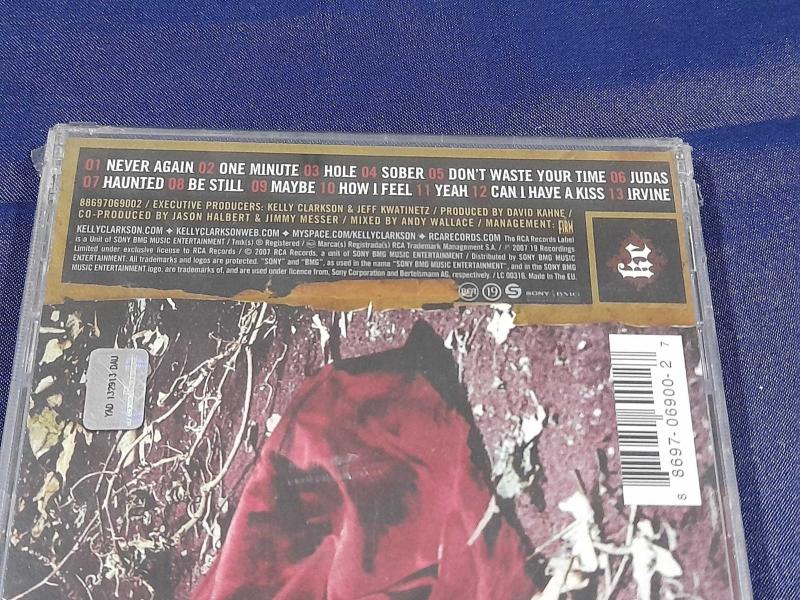 01 NEVER AGAIN 02 ONE MINUTE 03 HOLE 04 SOBER 05 DON'T WASTE YOUR TIME 06 JUDAS
07 HAUNTED 08 BE STILL 09 MAYBE 10 HOW I FEEL 11 YEAH 12 CAN I HAVE A KISS 13 IRVINE
88697069002 / EXECUTIVE PRODUCERS: KELLY CLARKSON & JEFF KWATINETZ / PRODUCED BY DAVID KAHNE /
CO-PRODUCED BY JASON HALBERT & JIMMY MESSER / MIXED BY ANDY WALLACE / MANAGEMENT: FIRM
KELLYCLARKSON.COM ✦ KELLYCLARKSONWEB.COM ✦ MYSPACE.COM/KELLYCLARKSON ✦ RCARECORDS.COM The RCA Records Label
is a Unit of SONY BMG MUSIC ENTERTAINMENT / Tmk(s) ® Registered / Marca(s) Registrada(s) RCA Trademark Management S.A. / ℗ 2007 19 Recordings
Limited under exclusive license to RCA Records / © 2007 RCA Records, a unit of SONY BMG MUSIC ENTERTAINMENT / Distributed by SONY BMG MUSIC
ENTERTAINMENT. All trademarks and logos are protected. "SONY" and "BMG", as used in the name "SONY BMG MUSIC ENTERTAINMENT", and in the SONY BMG
MUSIC ENTERTAINMENT logo, are trademarks of, and are used under licence from, Sony Corporation and Bertelsmann AG, respectively. / LC 00316. Made In The EU.
RCA 19 S SONY BMG
kc
YAD 132913 DAU
8 8697-06900-2 7